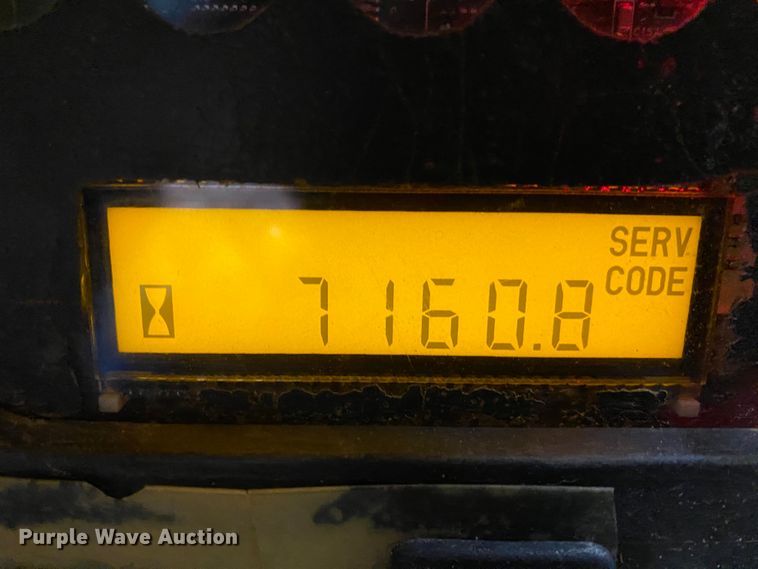 SERV
CODE
7160.8
Purple Wave Auction®